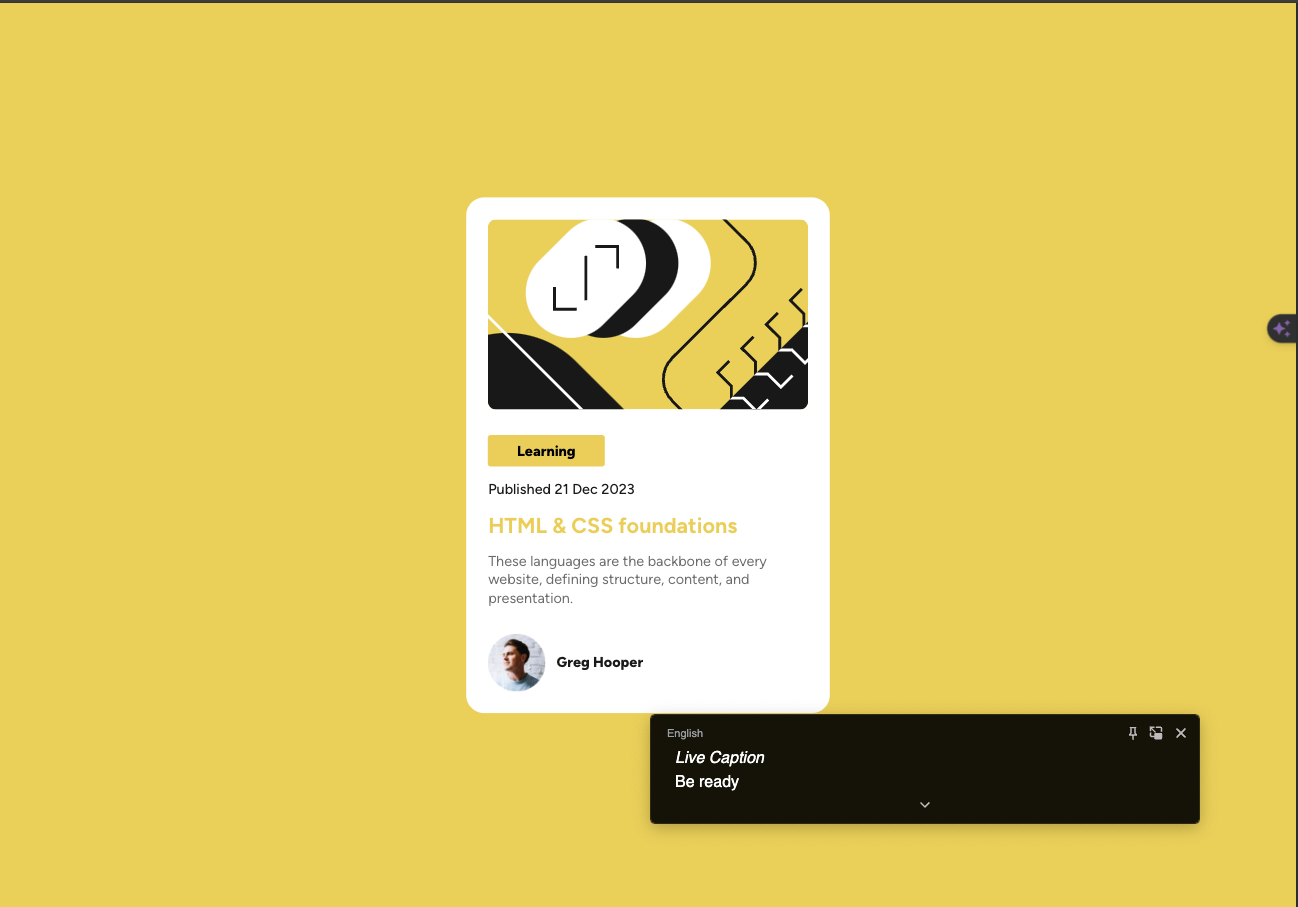 Learning
Published 21 Dec 2023
HTML & CSS foundations
These languages are the backbone of every
website, defining structure, content, and
presentation.
Greg Hooper
English
Live Caption
Be ready